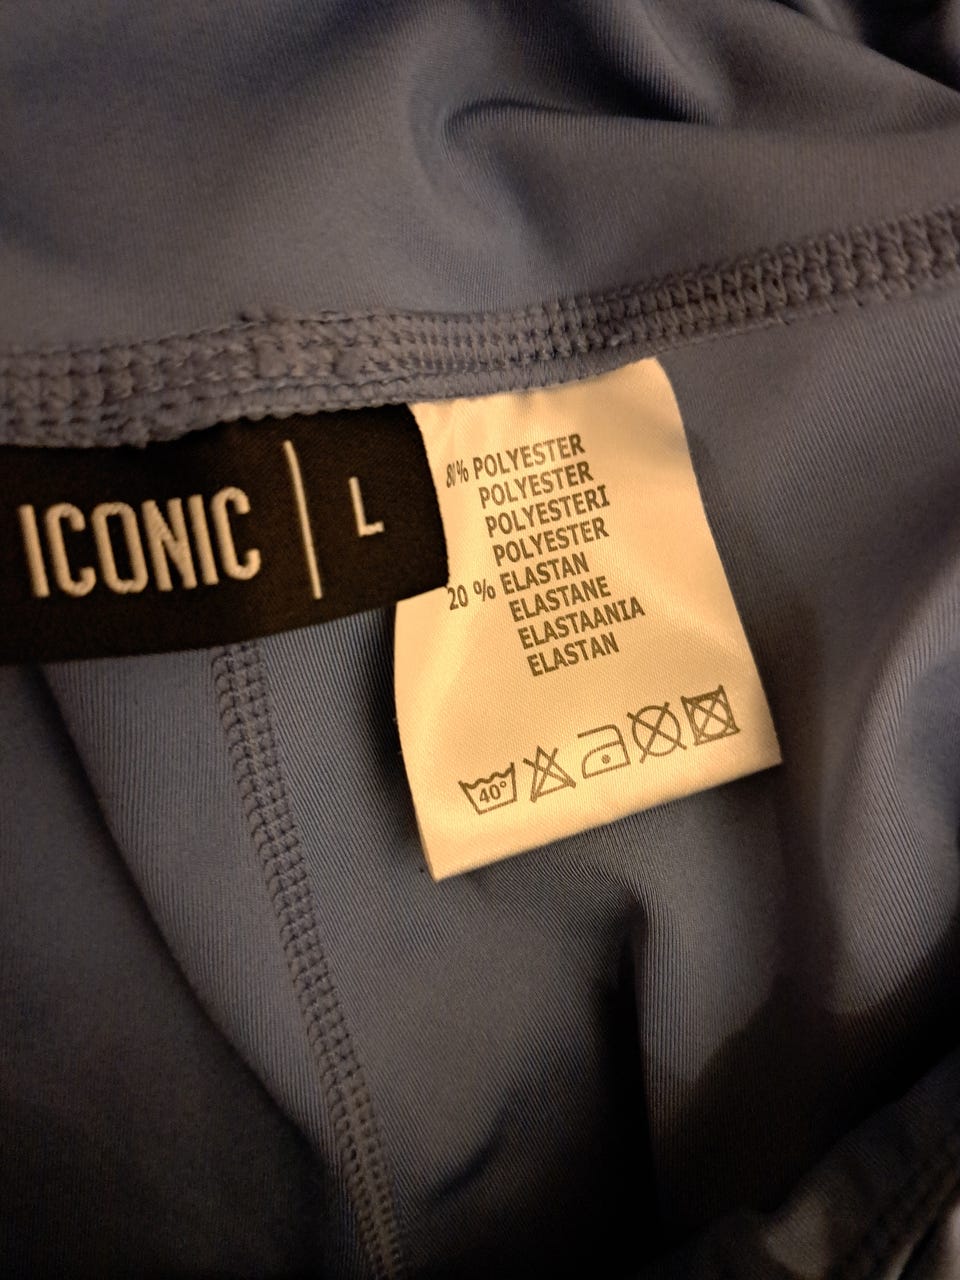 ICONIC | L
80% POLYESTER
POLYESTER
POLYESTERI
POLYESTER
20 % ELASTAN
ELASTANE
ELASTAANIA
ELASTAN
40°